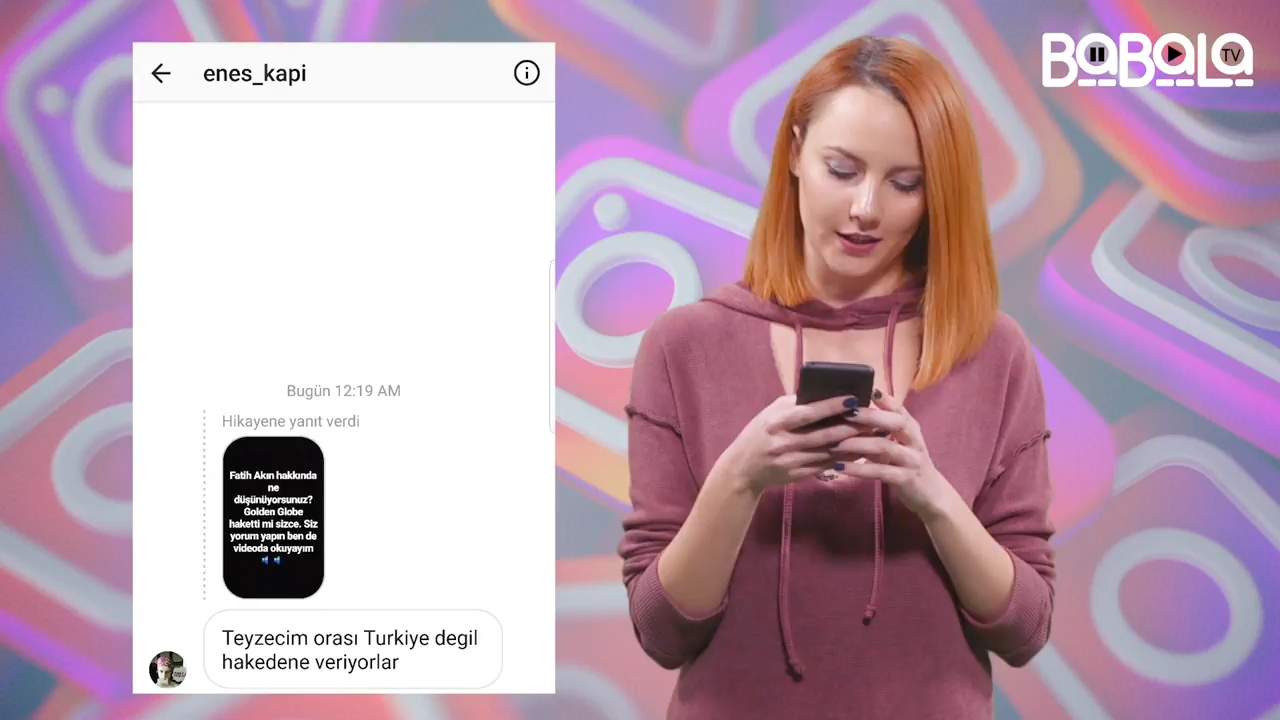 BaBaLa TV
enes_kapi
Bugün 12:19 AM
Hikayene yanıt verdi
Fatih Akın hakkında
ne
düşünüyorsunuz?
Golden Globe
haketti mi sizce. Siz
yorum yapın ben de
videoda okuyayım
Teyzecim orası Turkiye degil
hakedene veriyorlar